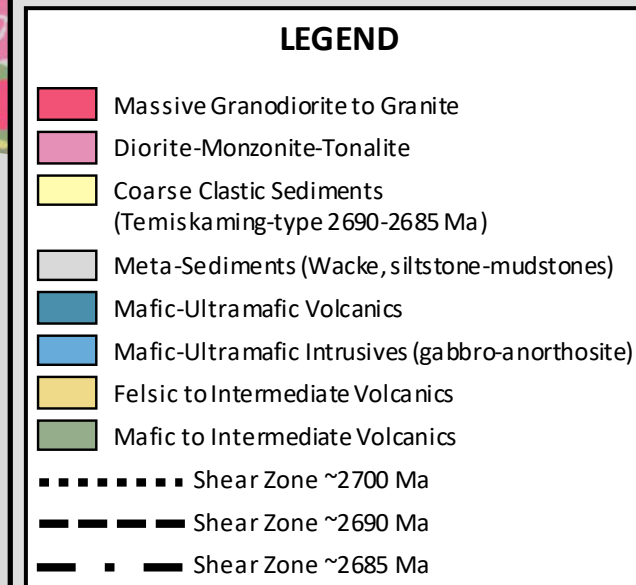 LEGEND
Massive Granodiorite to Granite
Diorite-Monzonite-Tonalite
Coarse Clastic Sediments
(Temiskaming-type 2690-2685 Ma)
Meta-Sediments (Wacke, siltstone-mudstones)
Mafic-Ultramafic Volcanics
Mafic-Ultramafic Intrusives (gabbro-anorthosite)
Felsic to Intermediate Volcanics
Mafic to Intermediate Volcanics
Shear Zone ~2700 Ma
Shear Zone ~2690 Ma
Shear Zone ~2685 Ma